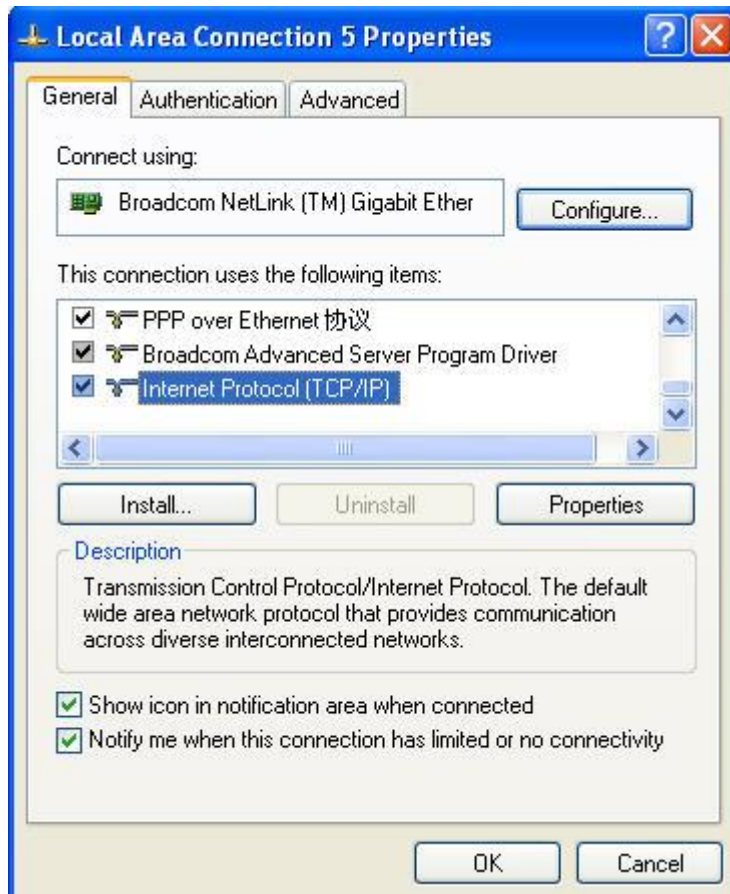 Local Area Connection 5 Properties
?
General Authentication Advanced
Connect using:
Broadcom NetLink (TM) Gigabit Ether Configure...
This connection uses the following items:
PPP over Ethernet 协议
Broadcom Advanced Server Program Driver
Internet Protocol (TCP/IP)
Install... Uninstall Properties
Description
Transmission Control Protocol/Internet Protocol. The default
wide area network protocol that provides communication
across diverse interconnected networks.
Show icon in notification area when connected
Notify me when this connection has limited or no connectivity
OK Cancel